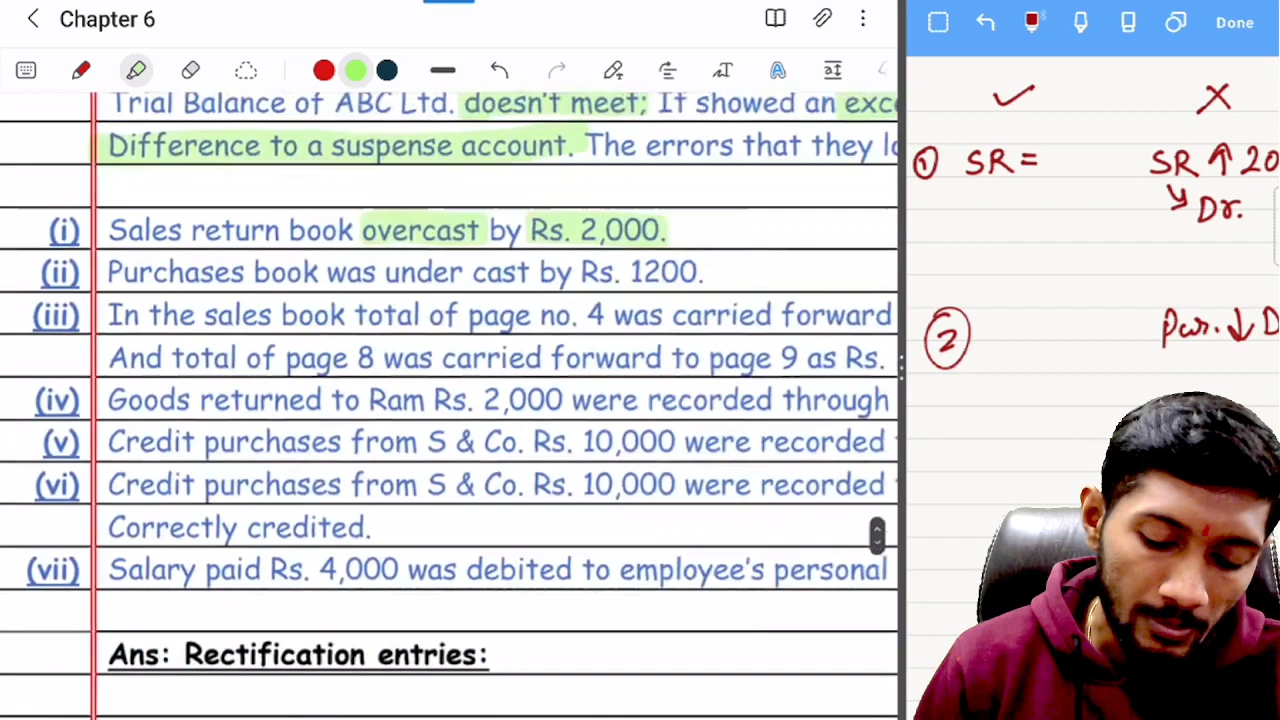 Chapter 6
Done
Trial Balance of ABC Ltd. doesn't meet; It showed an
Difference to a suspense account. The errors that they
(i) Sales return book overcast by Rs. 2,000.
(ii) Purchases book was under cast by Rs. 1200.
(iii) In the sales book total of page no. 4 was carried forward
And total of page 8 was carried forward to page 9 as Rs.
(iv) Goods returned to Ram Rs. 2,000 were recorded through
(v) Credit purchases from S & Co. Rs. 10,000 were recorded
(vi) Credit purchases from S & Co. Rs. 10,000 were recorded
Correctly credited.
(vii) Salary paid Rs. 4,000 was debited to employee's personal
Ans: Rectification entries:
✓ ✗
① SR = SR ↑ 20
↘ Dr.
② Pur. ↓ D